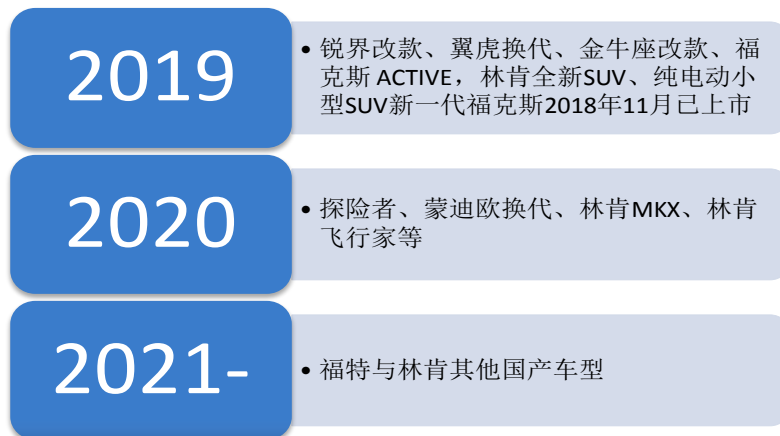 2019
• 锐界改款、翼虎换代、金牛座改款、福
克斯 ACTIVE，林肯全新SUV、纯电动小
型SUV新一代福克斯2018年11月已上市
2020
• 探险者、蒙迪欧换代、林肯MKX、林肯
飞行家等
2021-
• 福特与林肯其他国产车型